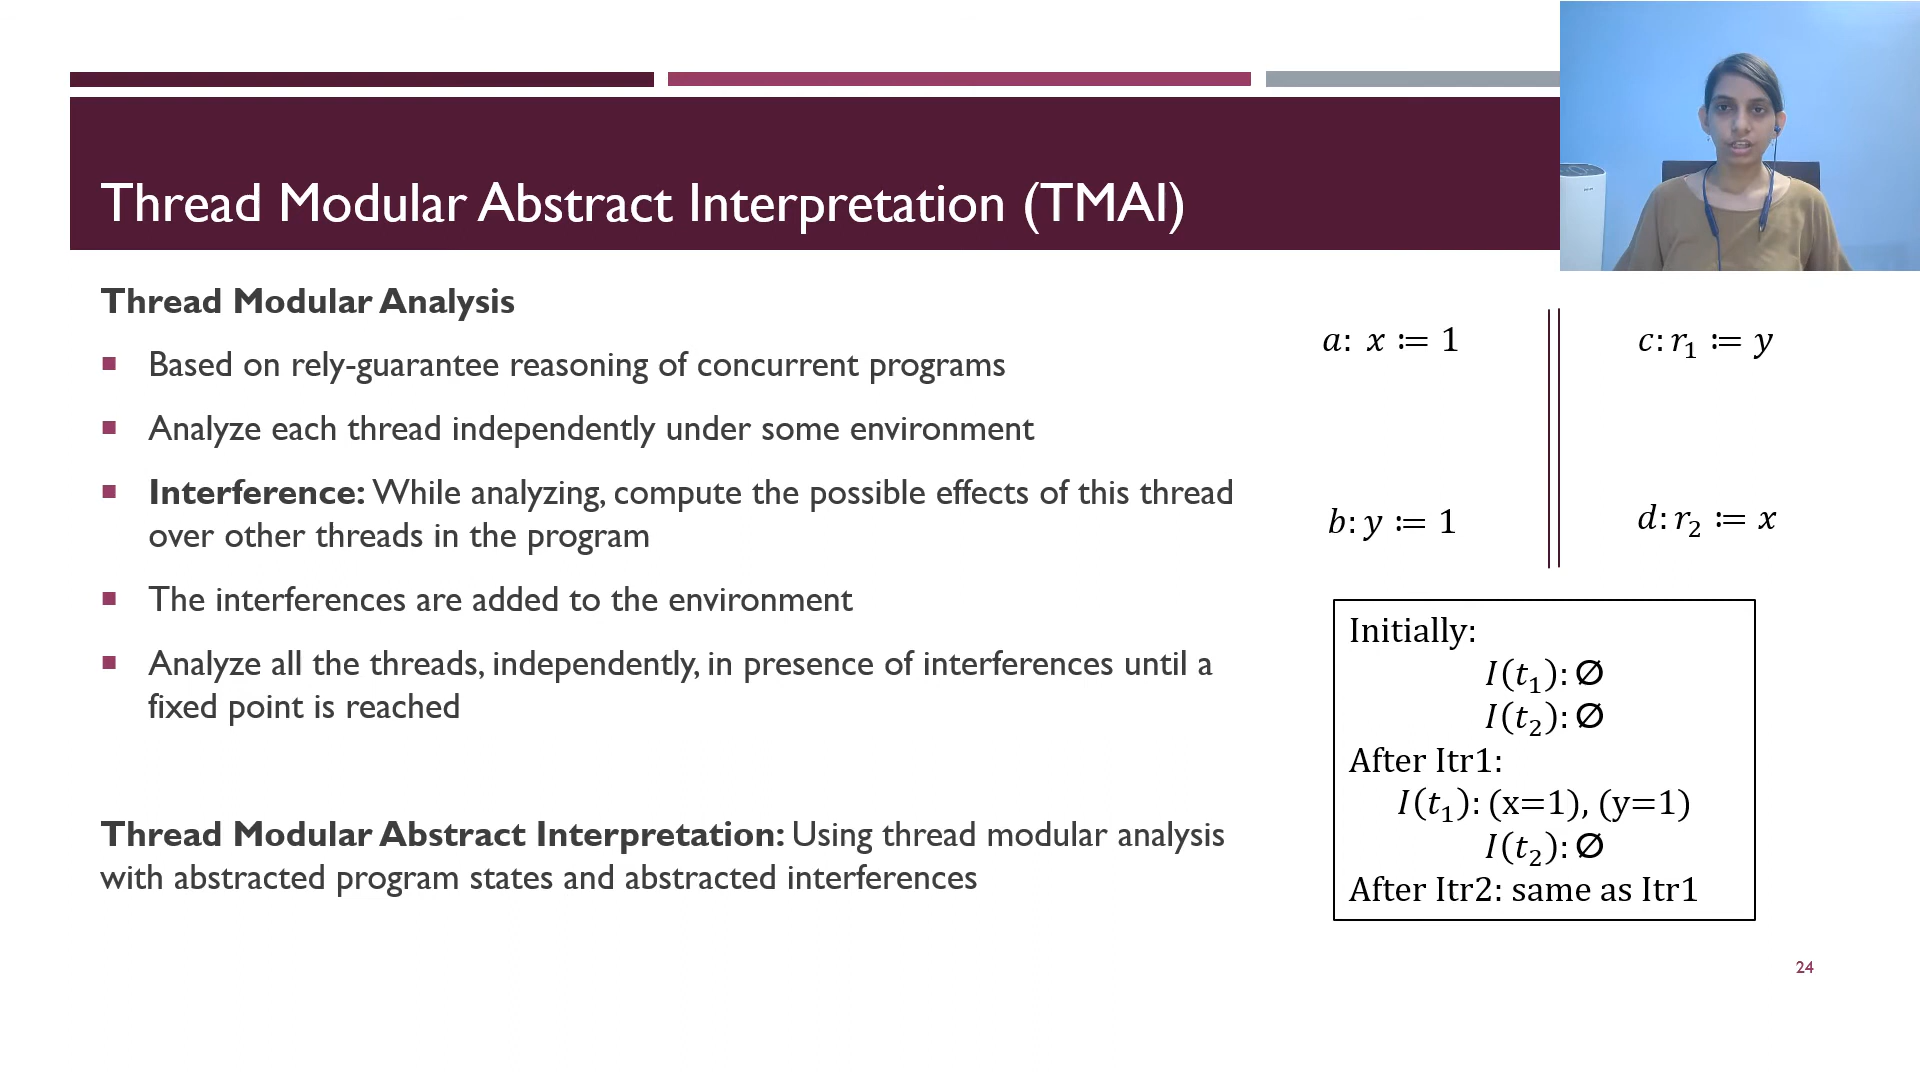 Thread Modular Abstract Interpretation (TMAI)
Thread Modular Analysis
Based on rely-guarantee reasoning of concurrent programs
Analyze each thread independently under some environment
Interference: While analyzing, compute the possible effects of this thread
over other threads in the program
The interferences are added to the environment
Analyze all the threads, independently, in presence of interferences until a
fixed point is reached
Thread Modular Abstract Interpretation: Using thread modular analysis
with abstracted program states and abstracted interferences
a: x ≔ 1
c: r₁ ≔ y
b: y ≔ 1
d: r₂ ≔ x
Initially:
I(t₁): ∅
I(t₂): ∅
After Itr1:
I(t₁): (x=1), (y=1)
I(t₂): ∅
After Itr2: same as Itr1
24